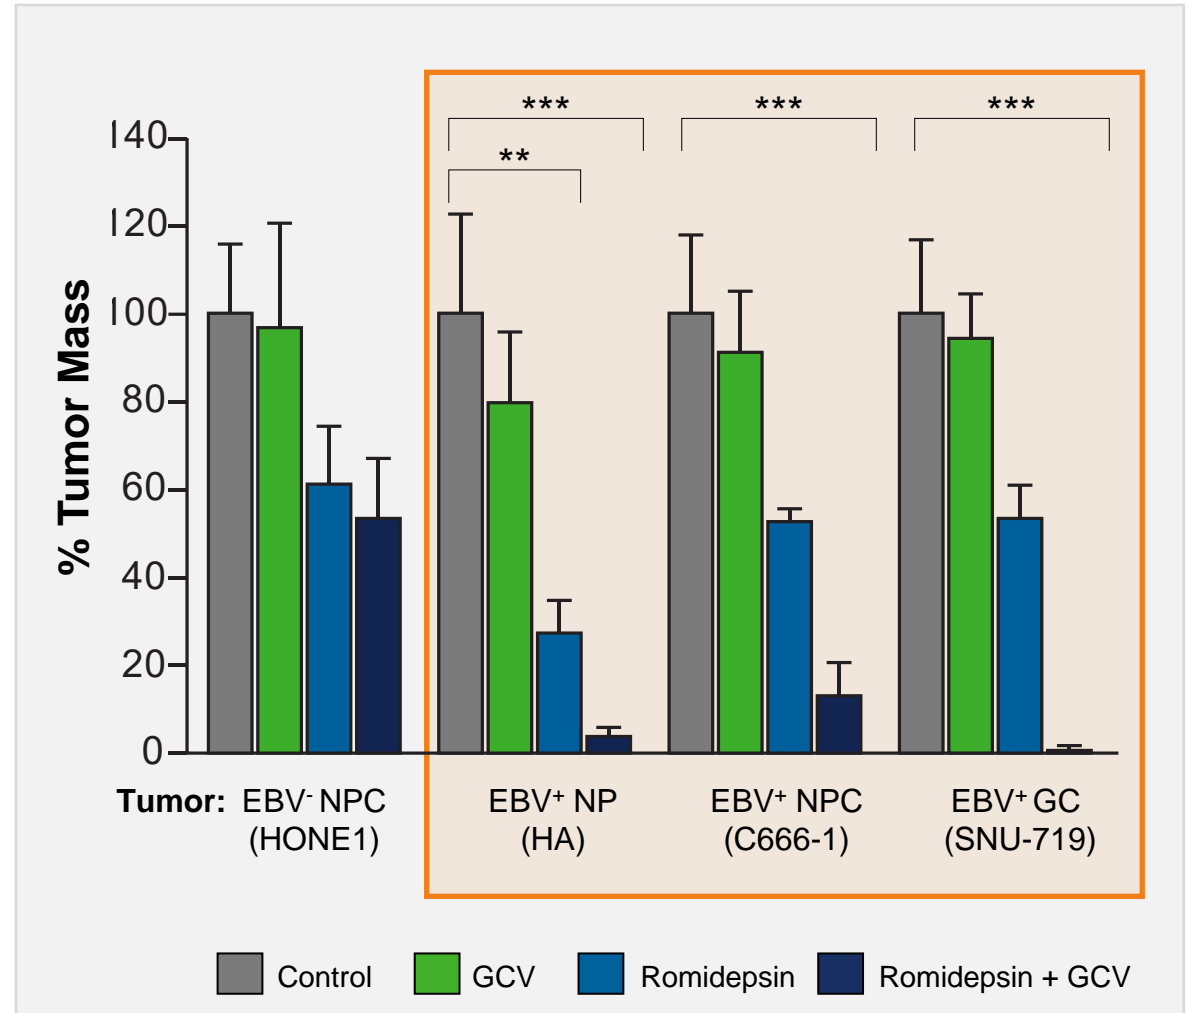 *** *** ***
**
140
120
100
80
60
40
20
0
% Tumor Mass
Tumor: EBV⁻ NPC EBV⁺ NP EBV⁺ NPC EBV⁺ GC
(HONE1) (HA) (C666-1) (SNU-719)
Control GCV Romidepsin Romidepsin + GCV